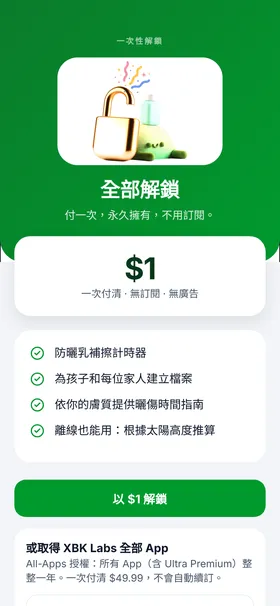 一次性解鎖
全部解鎖
付一次，永久擁有，不用訂閱。
$1
一次付清 · 無訂閱 · 無廣告
防曬乳補擦計時器
為孩子和每位家人建立檔案
依你的膚質提供曬傷時間指南
離線也能用：根據太陽高度推算
以 $1 解鎖
或取得 XBK Labs 全部 App
All-Apps 授權：所有 App（含 Ultra Premium）整
整一年。一次付清 $49.99，不會自動續訂。